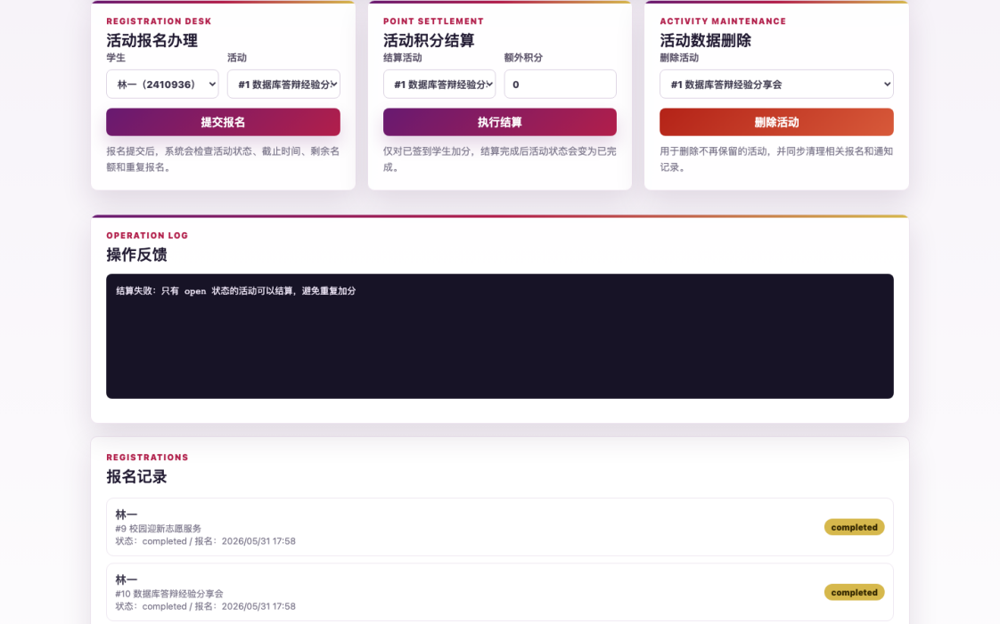 REGISTRATION DESK
活动报名办理
学生
活动
林一（2410936）
#1 数据库答辩经验分
提交报名
报名提交后，系统会检查活动状态、截止时间、剩余名
额和重复报名。
POINT SETTLEMENT
活动积分结算
结算活动
额外积分
#1 数据库答辩经验分
0
执行结算
仅对已签到学生加分，结算完成后活动状态会变为已完
成。
ACTIVITY MAINTENANCE
活动数据删除
删除活动
#1 数据库答辩经验分享会
删除活动
用于删除不再保留的活动，并同步清理相关报名和通知
记录。
OPERATION LOG
操作反馈
结算失败：只有 open 状态的活动可以结算，避免重复加分
REGISTRATIONS
报名记录
林一
#9 校园迎新志愿服务
状态：completed / 报名：2026/05/31 17:58
completed
林一
#10 数据库答辩经验分享会
状态：completed / 报名：2026/05/31 17:58
completed